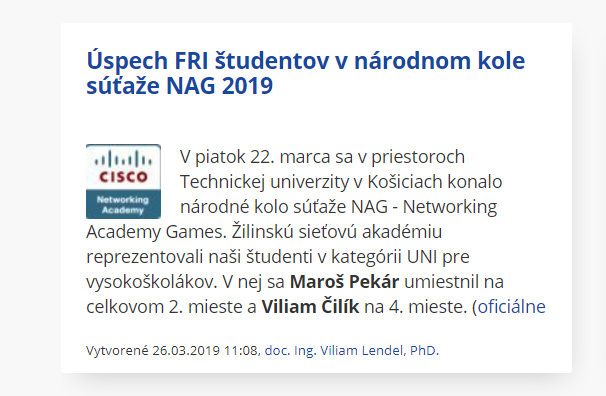 Úspech FRI študentov v národnom kole
súťaže NAG 2019
CISCO
Networking
Academy
V piatok 22. marca sa v priestoroch
Technickej univerzity v Košiciach konalo
národné kolo súťaže NAG - Networking
Academy Games. Žilinskú sieťovú akadémiu
reprezentovali naši študenti v kategórii UNI pre
vysokoškolákov. V nej sa Maroš Pekár umiestnil na
celkovom 2. mieste a Viliam Čilík na 4. mieste. (oficiálne
Vytvorené 26.03.2019 11:08, doc. Ing. Viliam Lendel, PhD.